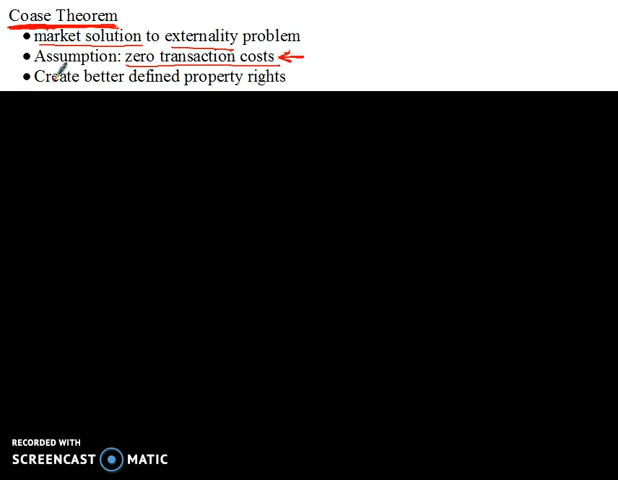 Coase Theorem
● market solution to externality problem
● Assumption: zero transaction costs
● Create better defined property rights
RECORDED WITH
SCREENCAST MATIC